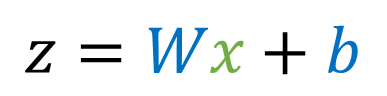 z = Wx + b